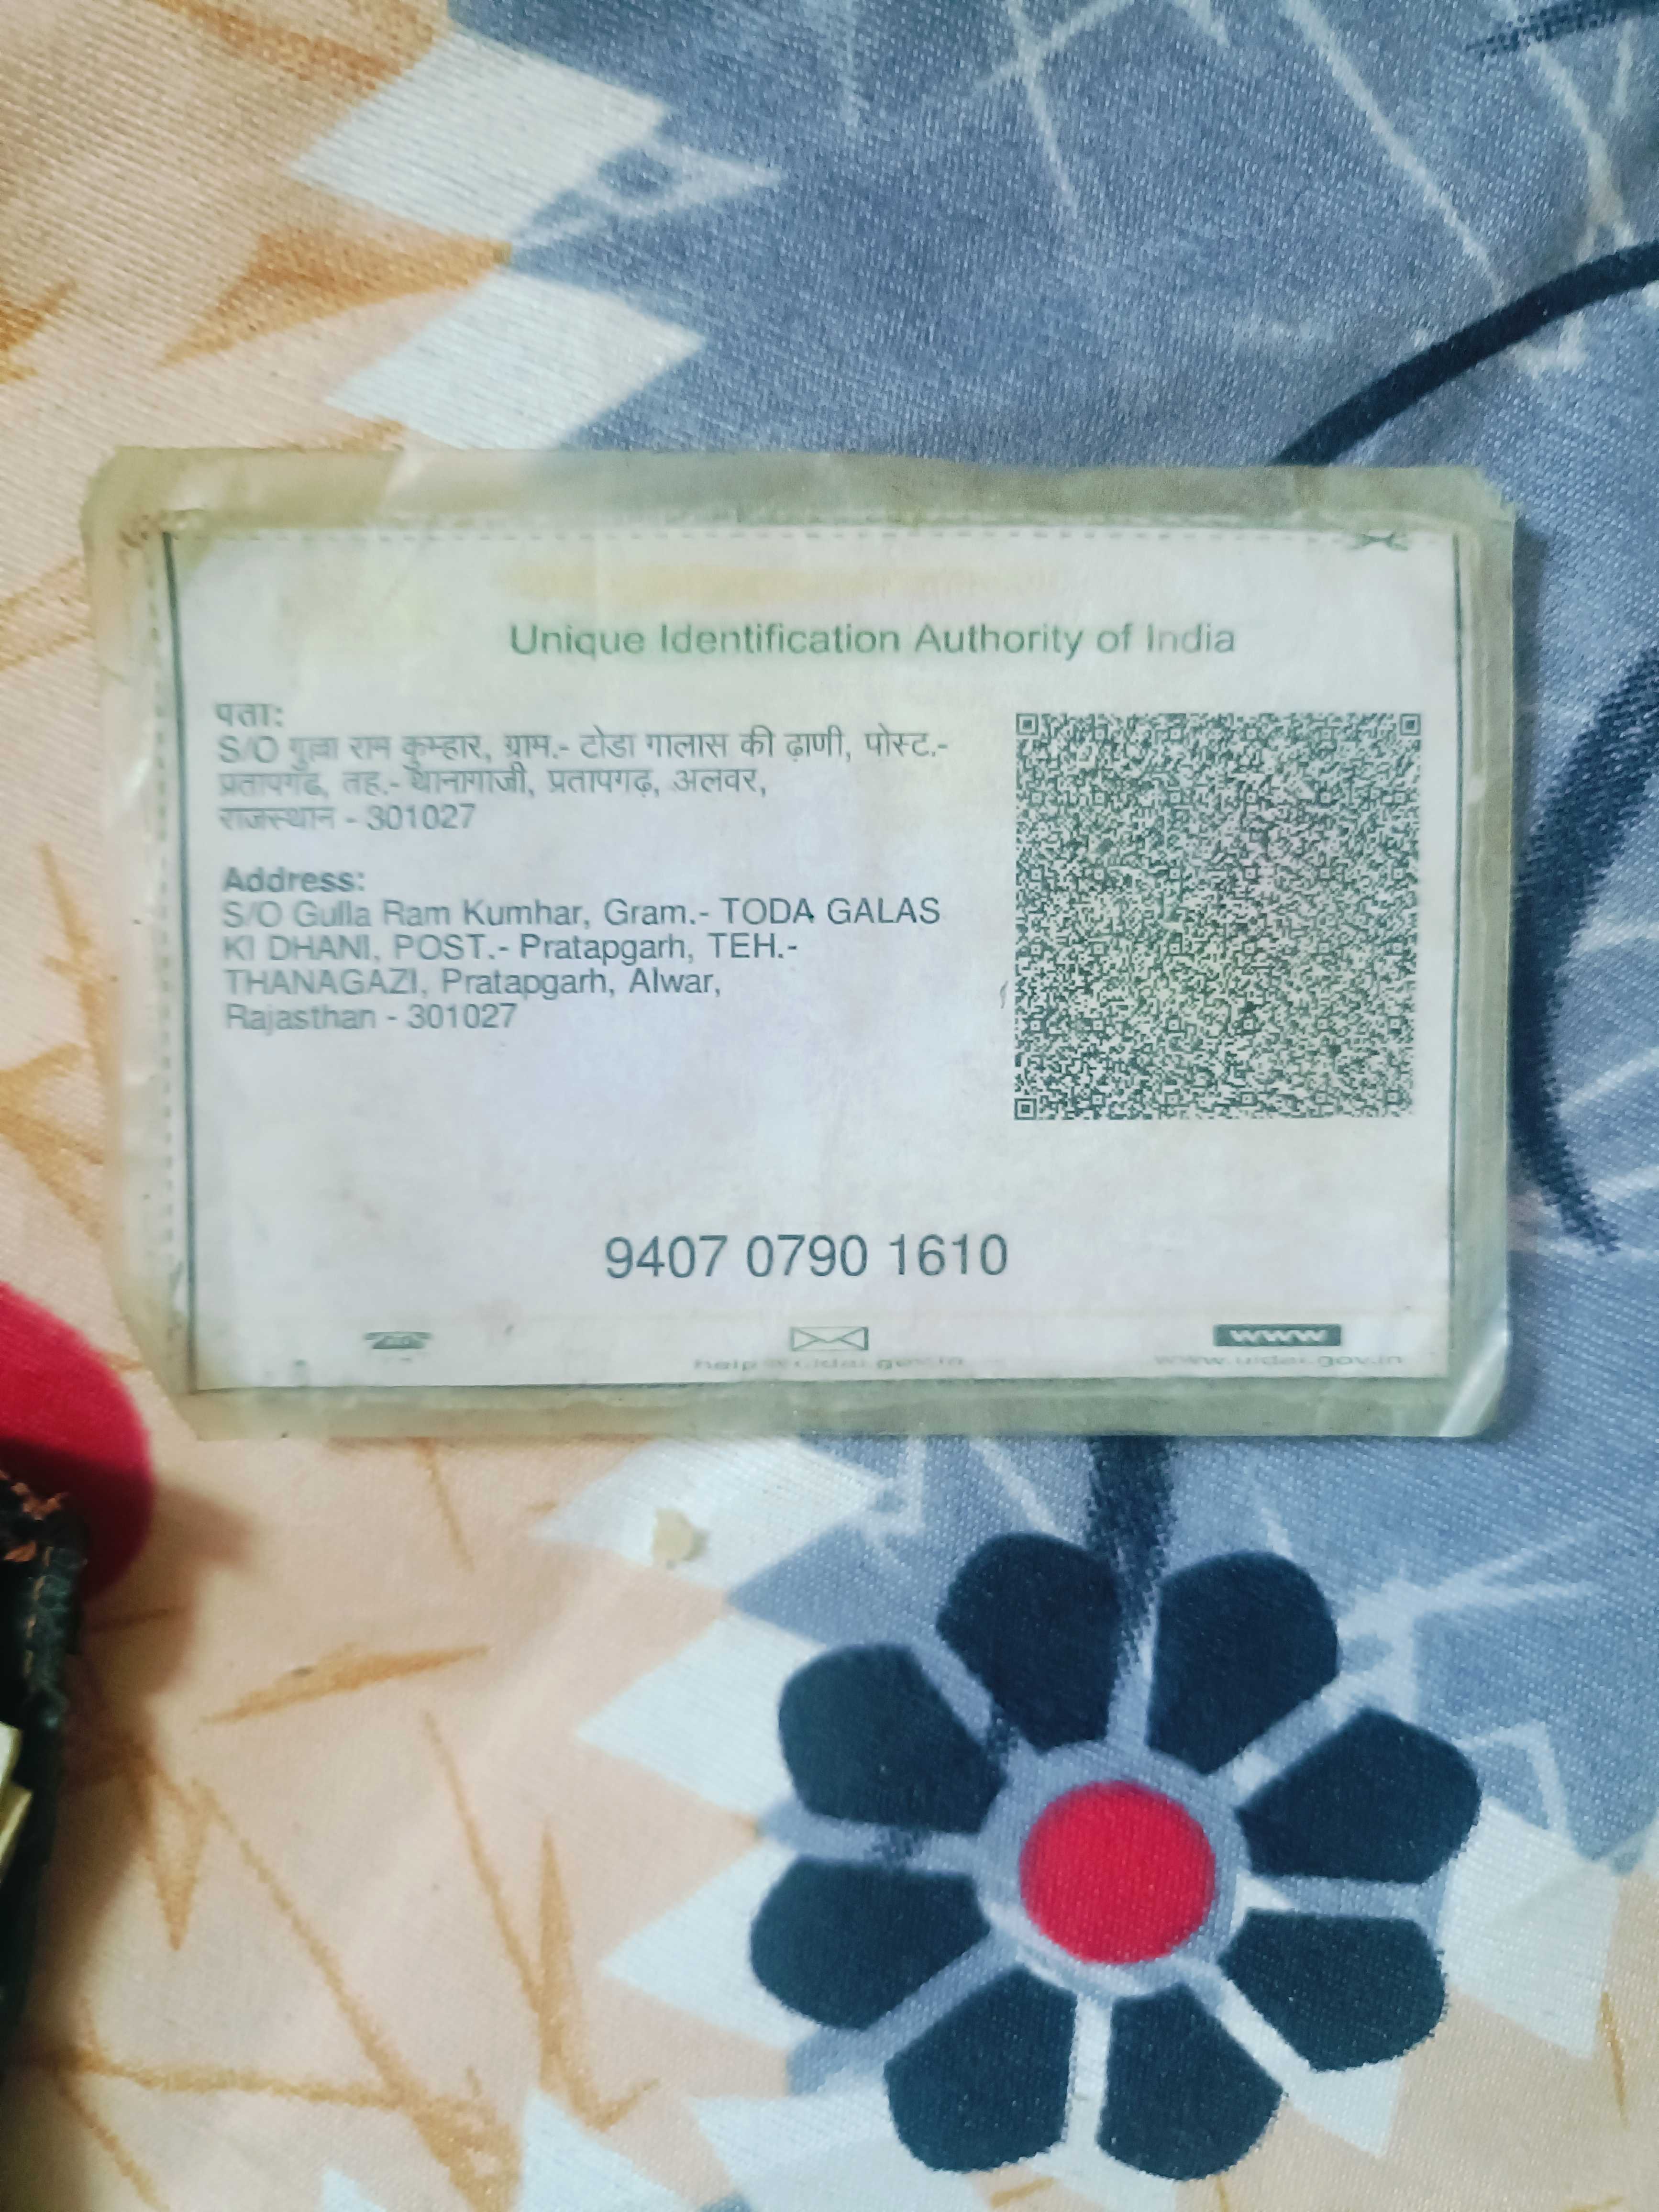 Unique Identification Authority of India
पता:
S/O गुल्ला राम कुम्हार, ग्राम.- टोडा गालास की ढ़ाणी, पोस्ट.-
प्रतापगढ, तह.- थानागाजी, प्रतापगढ़, अलवर,
राजस्थान - 301027
Address:
S/O Gulla Ram Kumhar, Gram.- TODA GALAS
KI DHANI, POST.- Pratapgarh, TEH.-
THANAGAZI, Pratapgarh, Alwar,
Rajasthan - 301027
9407 0790 1610
www
help@uidai.gov.in
www.uidai.gov.in